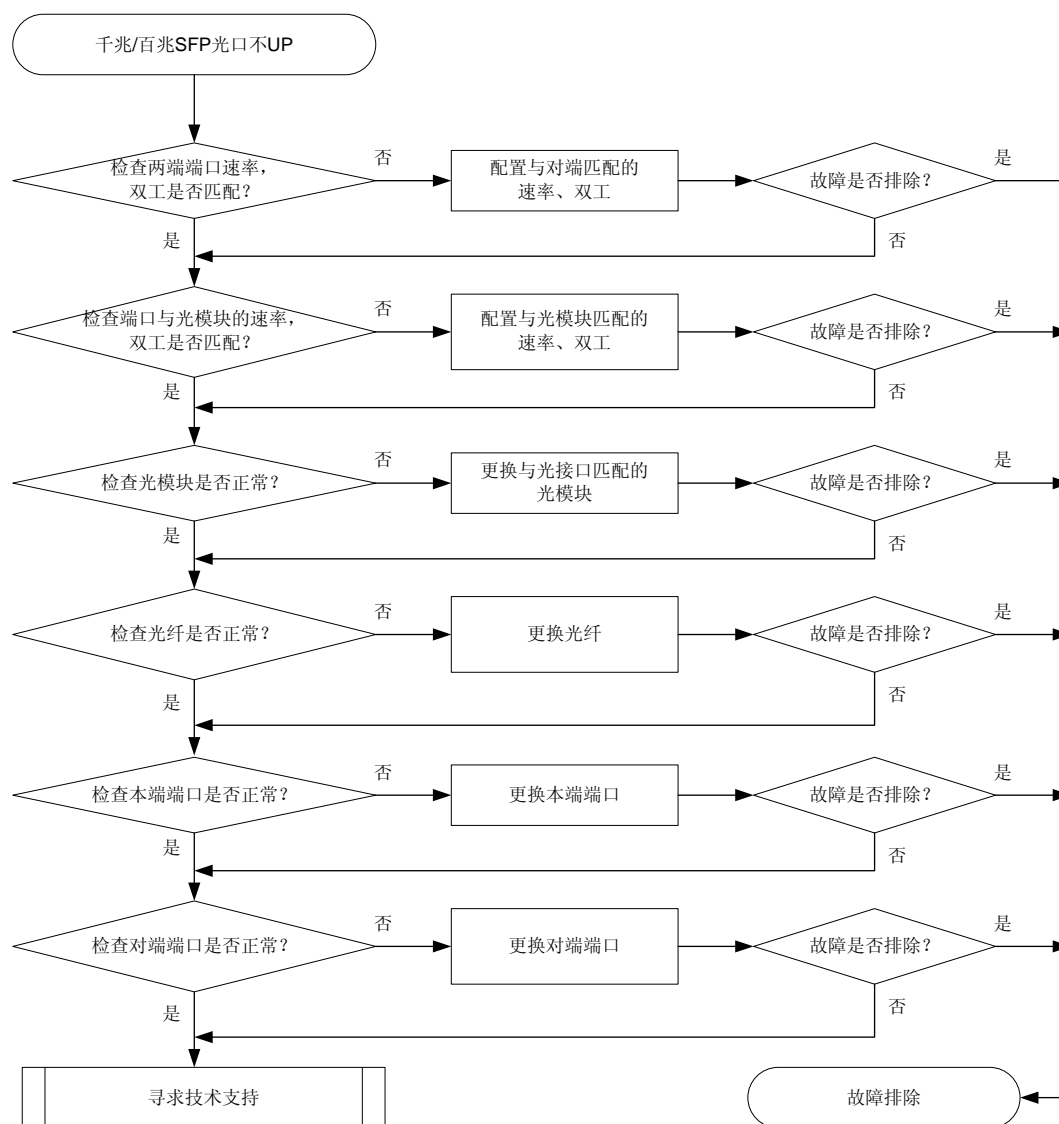 千兆/百兆SFP光口不UP
检查两端端口速率,
双工是否匹配?
否
配置与对端匹配的
速率、双工
故障是否排除?
是
是
否
检查端口与光模块的速率,
双工是否匹配?
否
配置与光模块匹配的
速率、双工
故障是否排除?
是
是
否
检查光模块是否正常?
否
更换与光接口匹配的
光模块
故障是否排除?
是
是
否
检查光纤是否正常?
否
更换光纤
故障是否排除?
是
是
否
检查本端端口是否正常?
否
更换本端端口
故障是否排除?
是
是
否
检查对端端口是否正常?
否
更换对端端口
故障是否排除?
是
是
否
寻求技术支持
故障排除